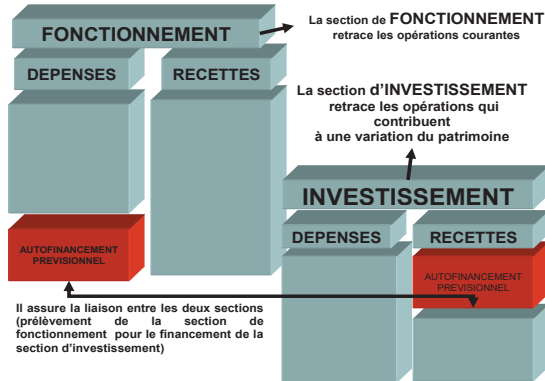 FONCTIONNEMENT
La section de FONCTIONNEMENT
retrace les opérations courantes
DEPENSES
RECETTES
La section d'INVESTISSEMENT
retrace les opérations qui
contribuent
à une variation du patrimoine
INVESTISSEMENT
DEPENSES
RECETTES
AUTOFINANCEMENT
PREVISIONNEL
AUTOFINANCEMENT
PREVISIONNEL
Il assure la liaison entre les deux sections
(prélèvement de la section de
fonctionnement pour le financement de la
section d'investissement)